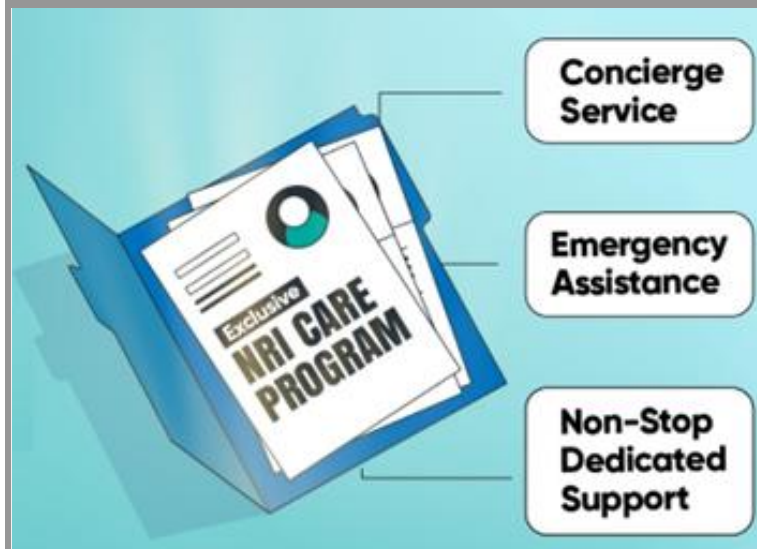 Concierge
Service
Emergency
Assistance
Exclusive
NRI CARE
PROGRAM
Non-Stop
Dedicated
Support